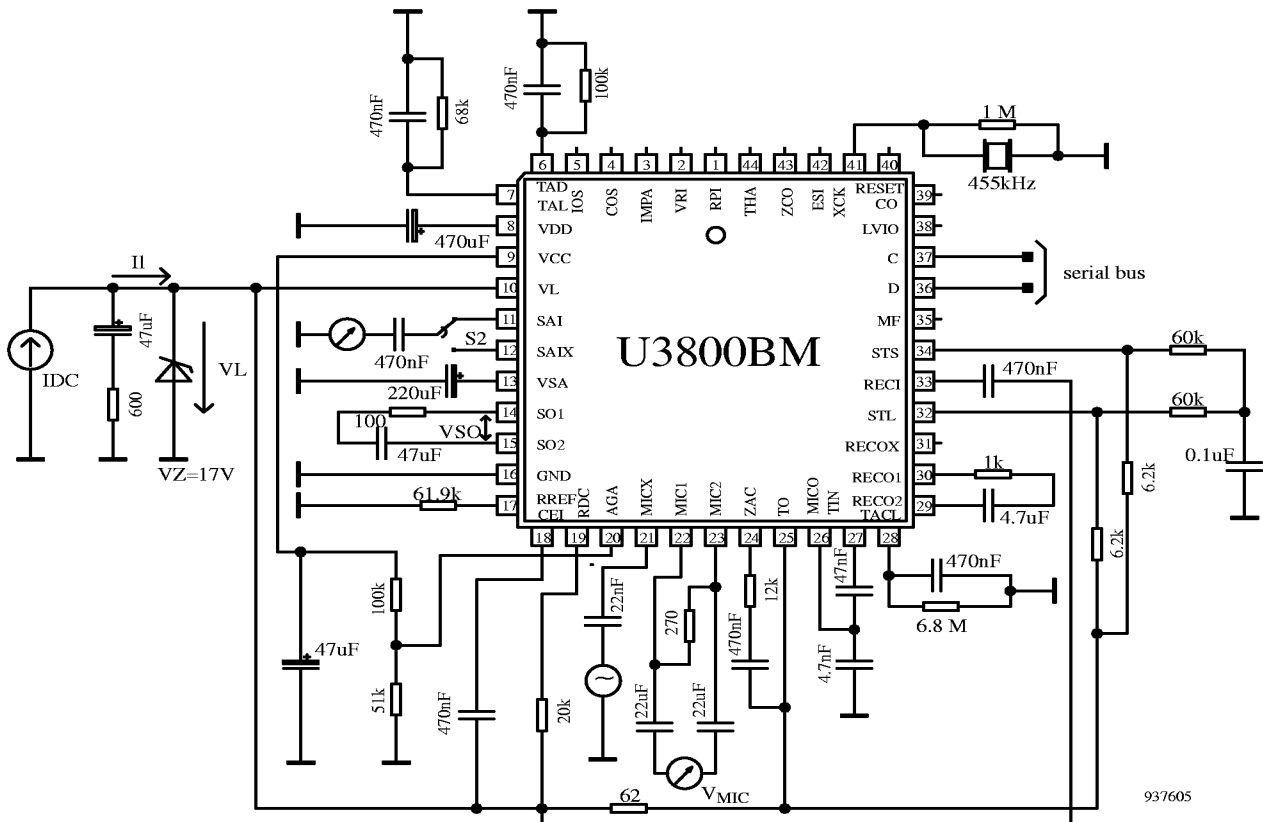 470nF
68k
470nF
100k
1 M
455kHz
6
5
4
3
2
1
44
43
42
41
40
TAD
IOS
COS
IMPA
VRI
RPI
THA
ZCO
ESI
XCK
RESET
7
TAL
CO
39
8
VDD
LVIO
38
470uF
9
VCC
C
37
serial bus
Il
10
VL
D
36
47uF
11
SAI
MF
35
S2
470nF
12
SAIX
U3800BM
STS
34
60k
IDC
VL
13
VSA
RECI
33
470nF
220uF
600
14
SO1
STL
32
60k
100
VSO
15
SO2
RECOX
31
47uF
VZ=17V
0.1uF
16
GND
RECO1
30
1k
6.2k
61.9k
17
RREF
RECO2
29
4.7uF
CEI
RDC
AGA
MICX
MIC1
MIC2
ZAC
TO
MICO
TIN
TACL
6.2k
18
19
20
21
22
23
24
25
26
27
28
470nF
6.8 M
100k
22nF
270
12k
47nF
47uF
470nF
4.7nF
51k
470nF
20k
22uF
22uF
VMIC
62
937605